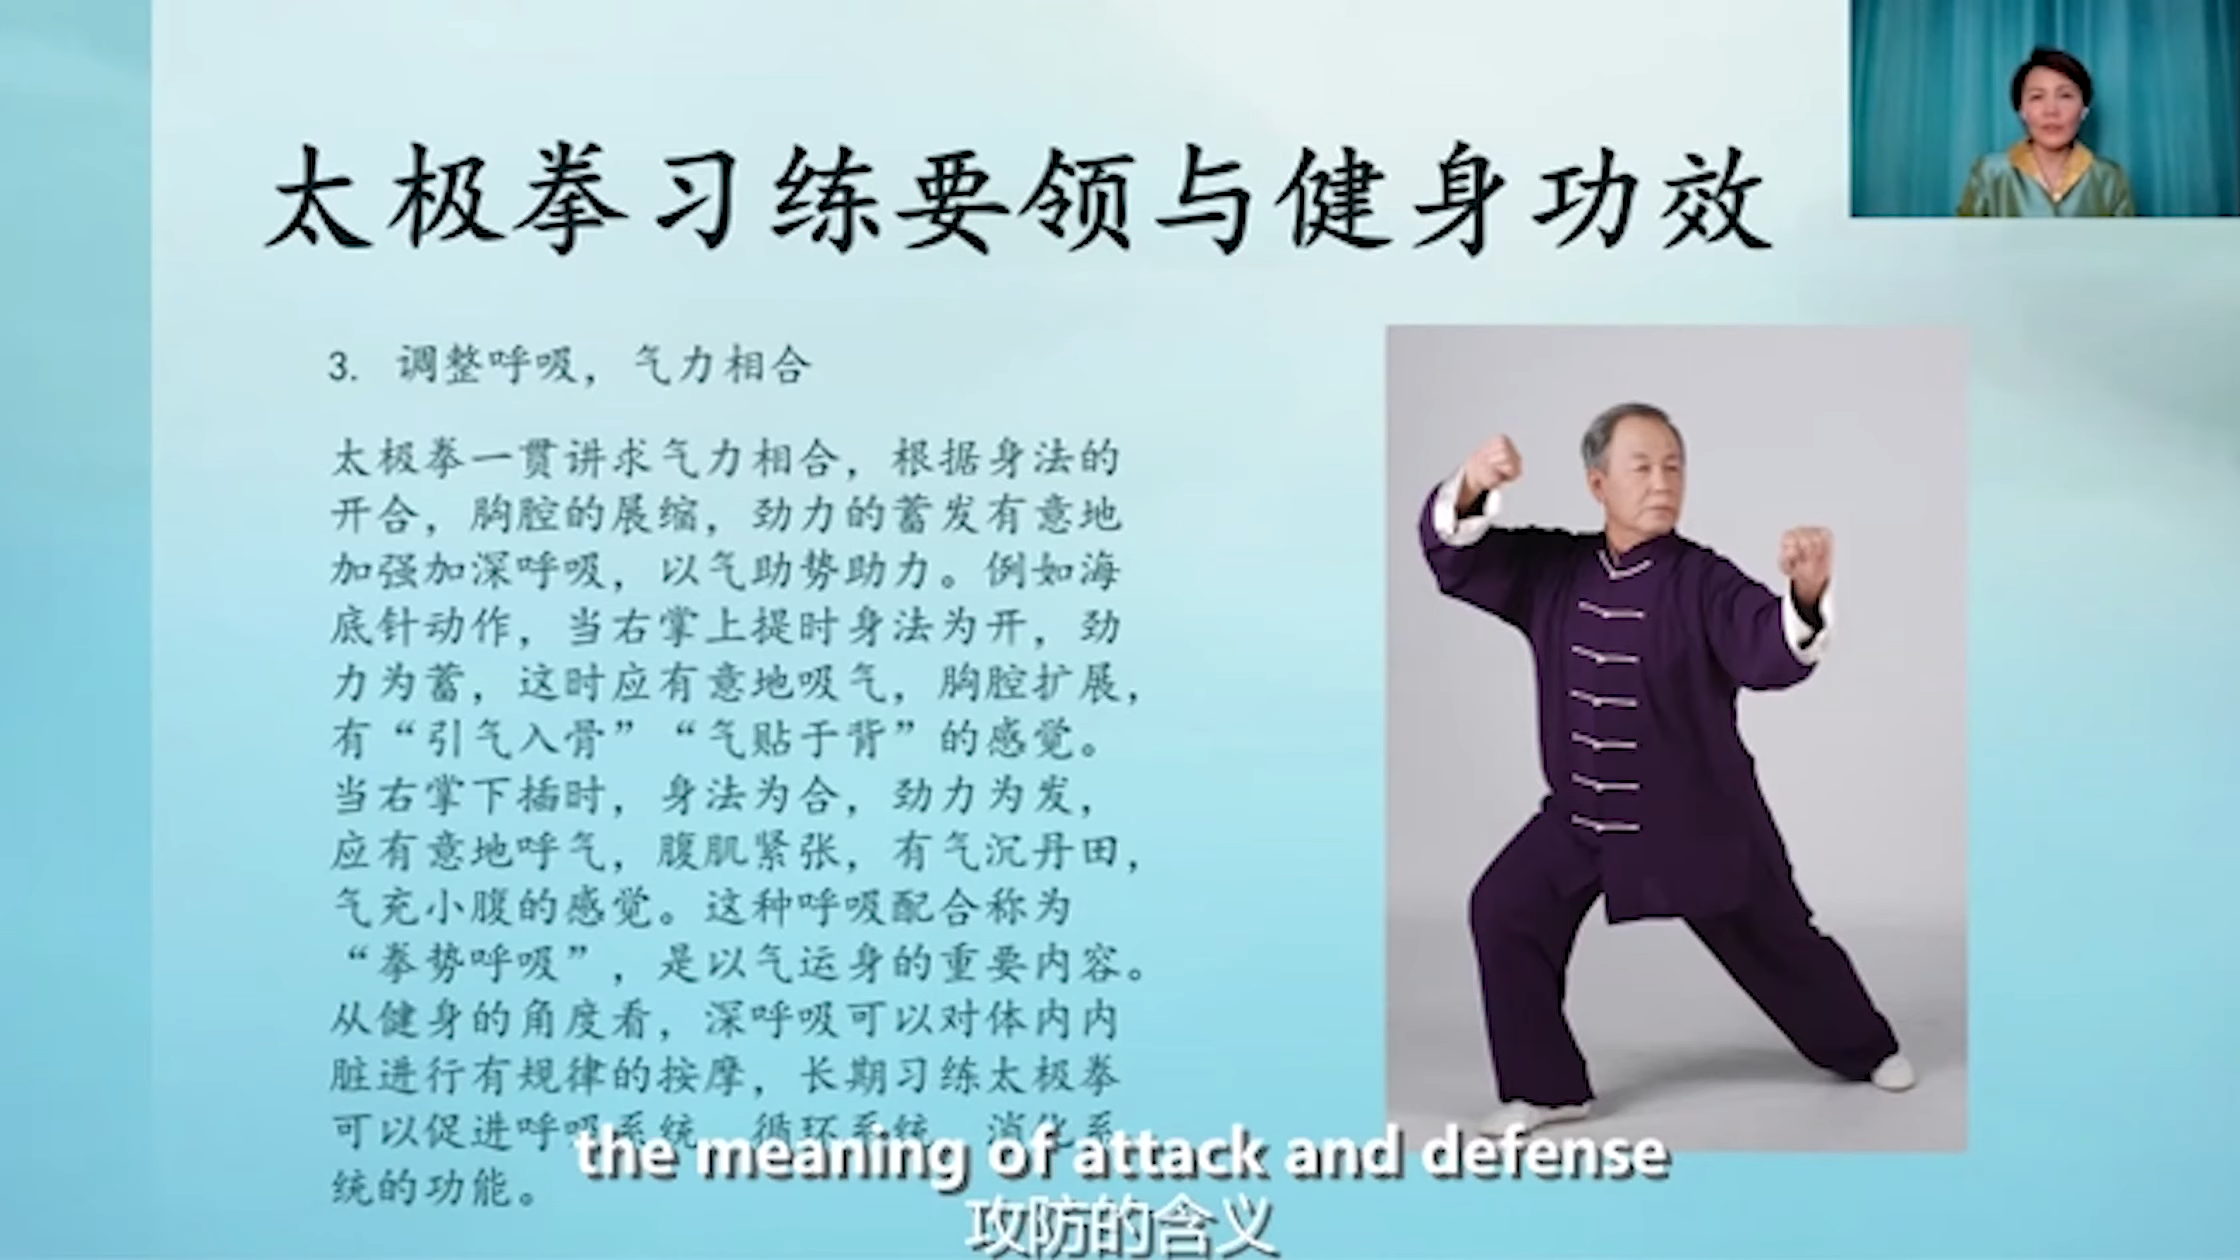 太极拳习练要领与健身功效
3. 调整呼吸，气力相合
太极拳一贯讲求气力相合，根据身法的
开合，胸腔的展缩，劲力的蓄发有意地
加强加深呼吸，以气助势助力。例如海
底针动作，当右掌上提时身法为开，劲
力为蓄，这时应有意地吸气，胸腔扩展，
有“引气入骨”“气贴于背”的感觉。
当右掌下插时，身法为合，劲力为发，
应有意地呼气，腹肌紧张，有气沉丹田，
气充小腹的感觉。这种呼吸配合称为
“拳势呼吸”，是以气运身的重要内容。
从健身的角度看，深呼吸可以对体内内
脏进行有规律的按摩，长期习练太极拳
可以促进呼吸系统、循环系统、消化系
统的功能。
the meaning of attack and defense
攻防的含义